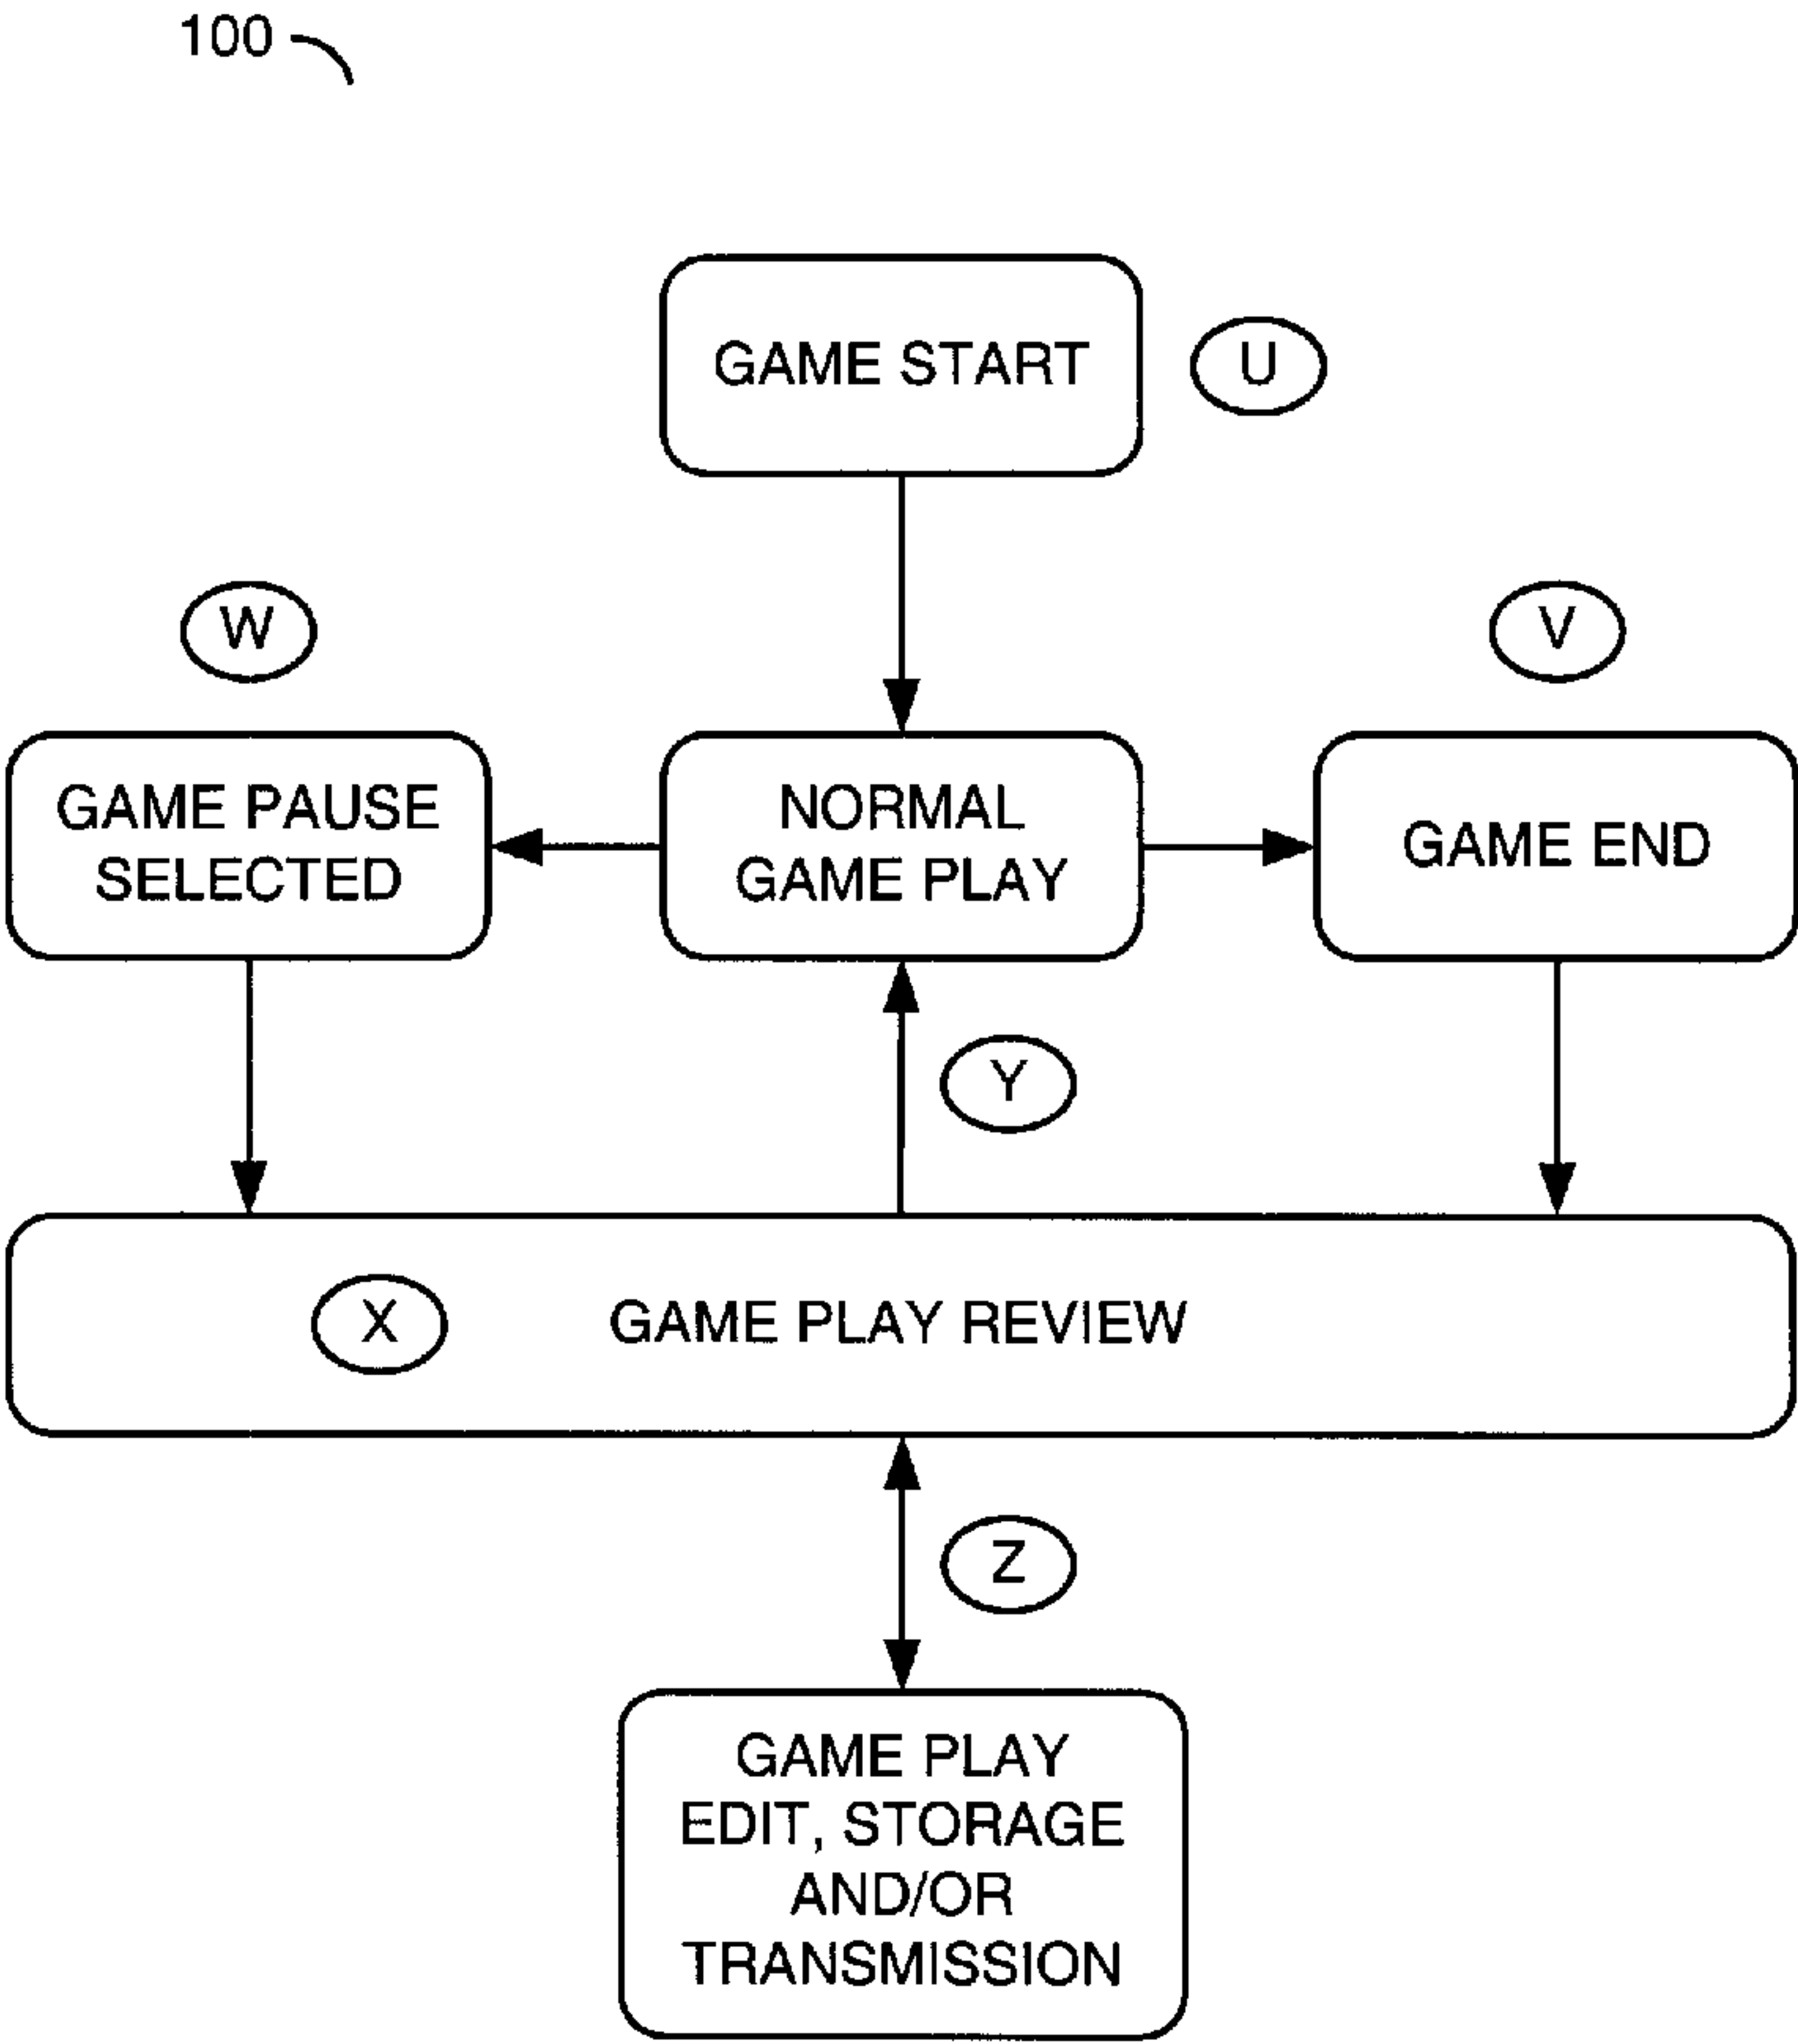 100
GAME START
U
W
V
GAME PAUSE
SELECTED
NORMAL
GAME PLAY
GAME END
Y
X
GAME PLAY REVIEW
Z
GAME PLAY
EDIT, STORAGE
AND/OR
TRANSMISSION